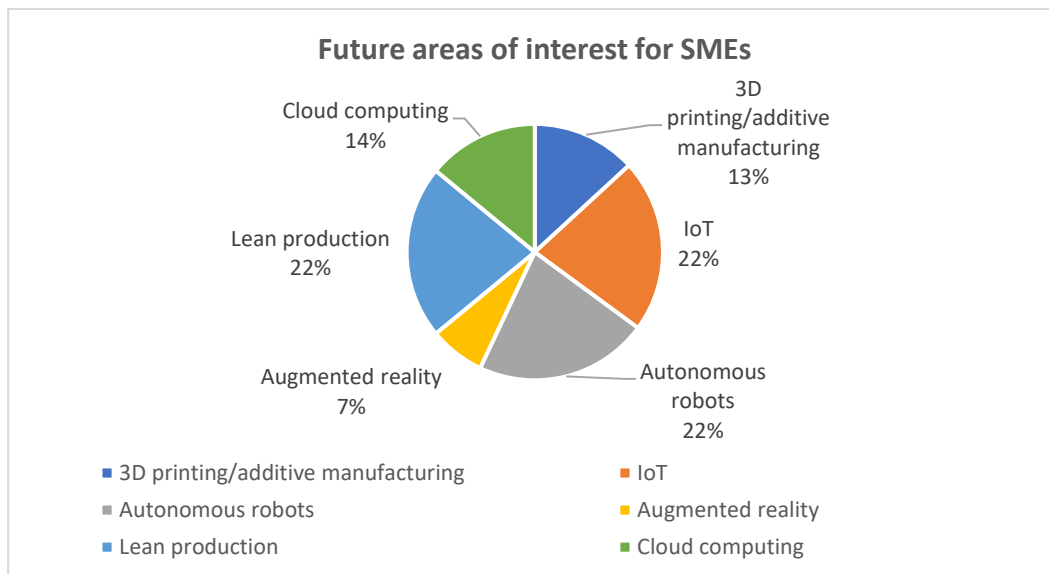 Future areas of interest for SMEs
3D
printing/additive
manufacturing
13%
IoT
22%
Autonomous
robots
22%
Augmented reality
7%
Lean production
22%
Cloud computing
14%
3D printing/additive manufacturing
IoT
Autonomous robots
Augmented reality
Lean production
Cloud computing